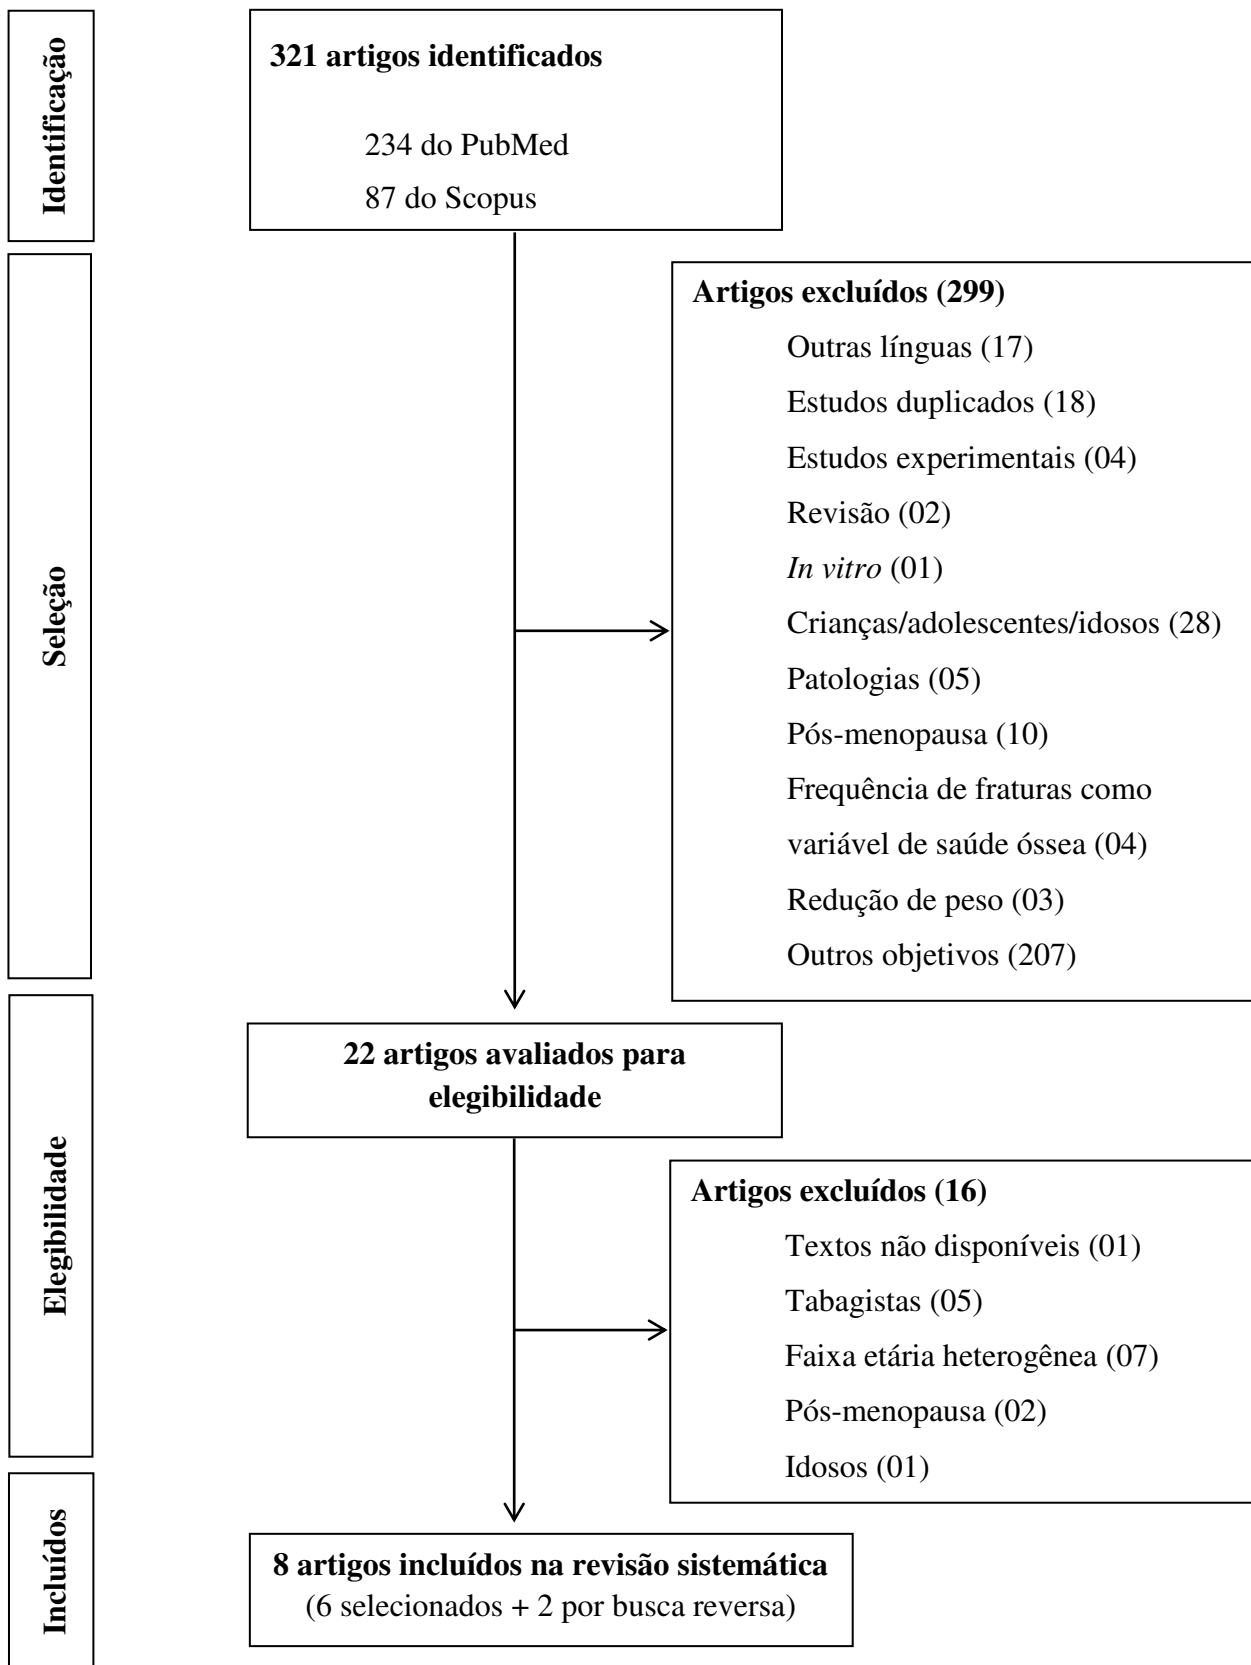 Identificação
321 artigos identificados
234 do PubMed
87 do Scopus
Seleção
Artigos excluídos (299)
Outras línguas (17)
Estudos duplicados (18)
Estudos experimentais (04)
Revisão (02)
In vitro (01)
Crianças/adolescentes/idosos (28)
Patologias (05)
Pós-menopausa (10)
Frequência de fraturas como
variável de saúde óssea (04)
Redução de peso (03)
Outros objetivos (207)
Elegibilidade
22 artigos avaliados para
elegibilidade
Artigos excluídos (16)
Textos não disponíveis (01)
Tabagistas (05)
Faixa etária heterogênea (07)
Pós-menopausa (02)
Idosos (01)
Incluídos
8 artigos incluídos na revisão sistemática
(6 selecionados + 2 por busca reversa)